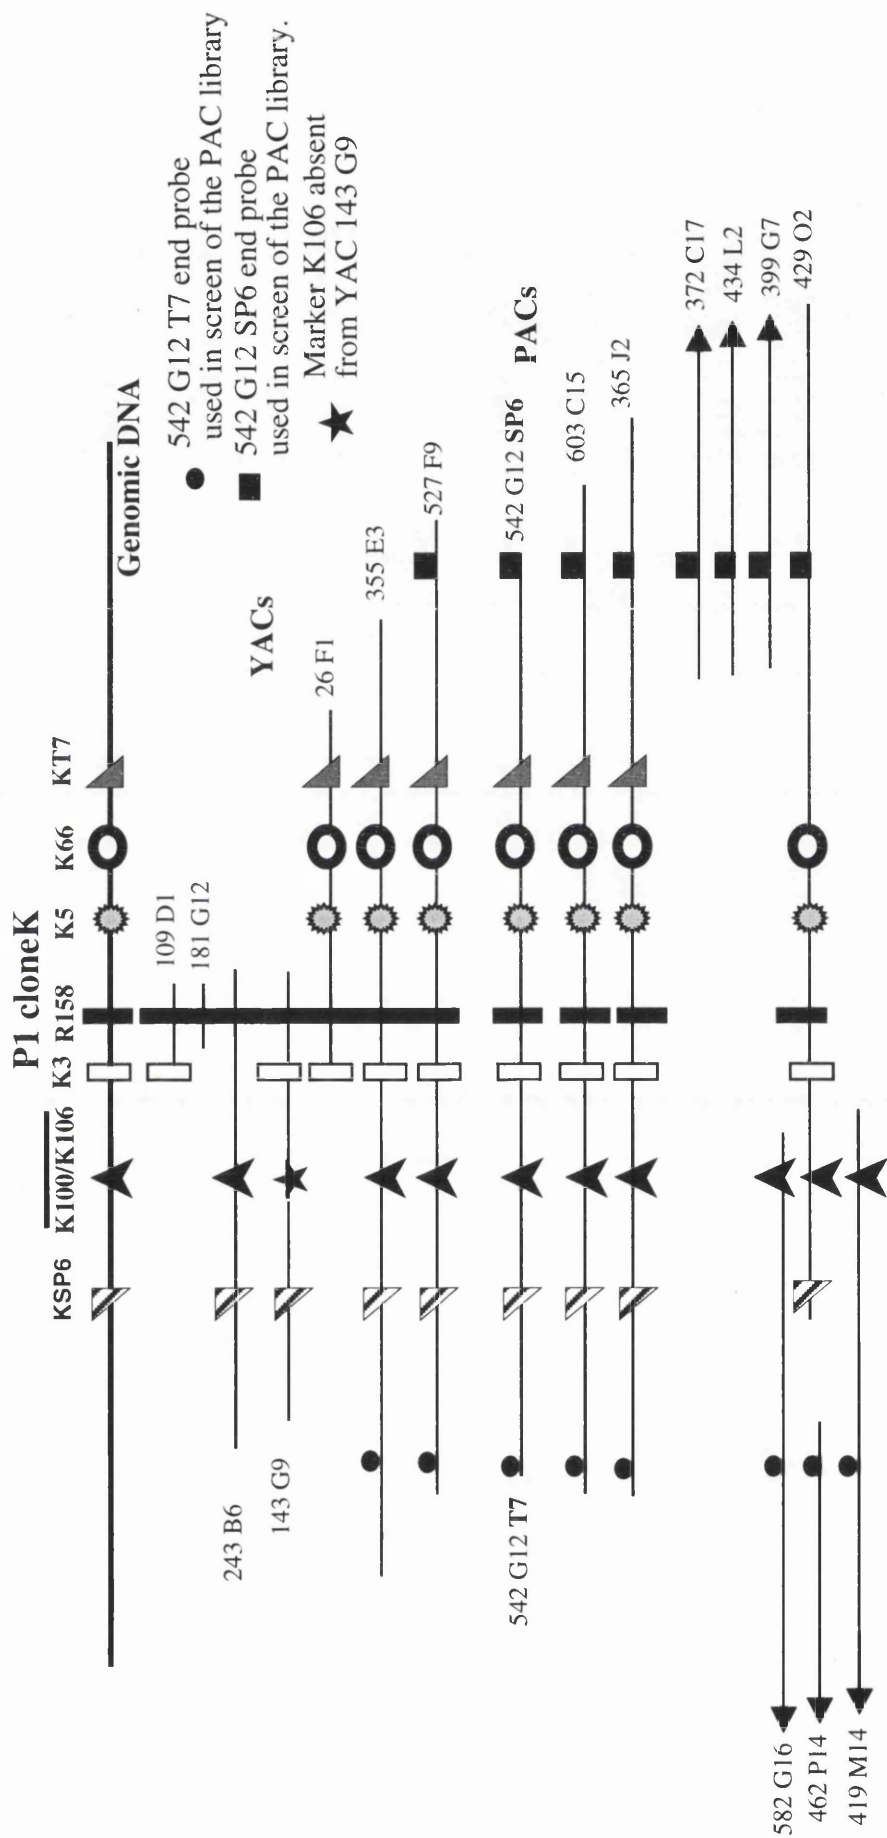 P1 cloneK
KSP6 K100/K106 K3 R158 K5 K66 KT7
Genomic DNA
542 G12 T7 end probe
used in screen of the PAC library
542 G12 SP6 end probe
used in screen of the PAC library.
Marker K106 absent
from YAC 143 G9
109 D1
181 G12
YACs
243 B6
143 G9
26 F1
355 E3
527 F9
PACs
542 G12 T7
542 G12 SP6
603 C15
365 J2
372 C17
434 L2
399 G7
429 O2
582 G16
462 P14
419 M14